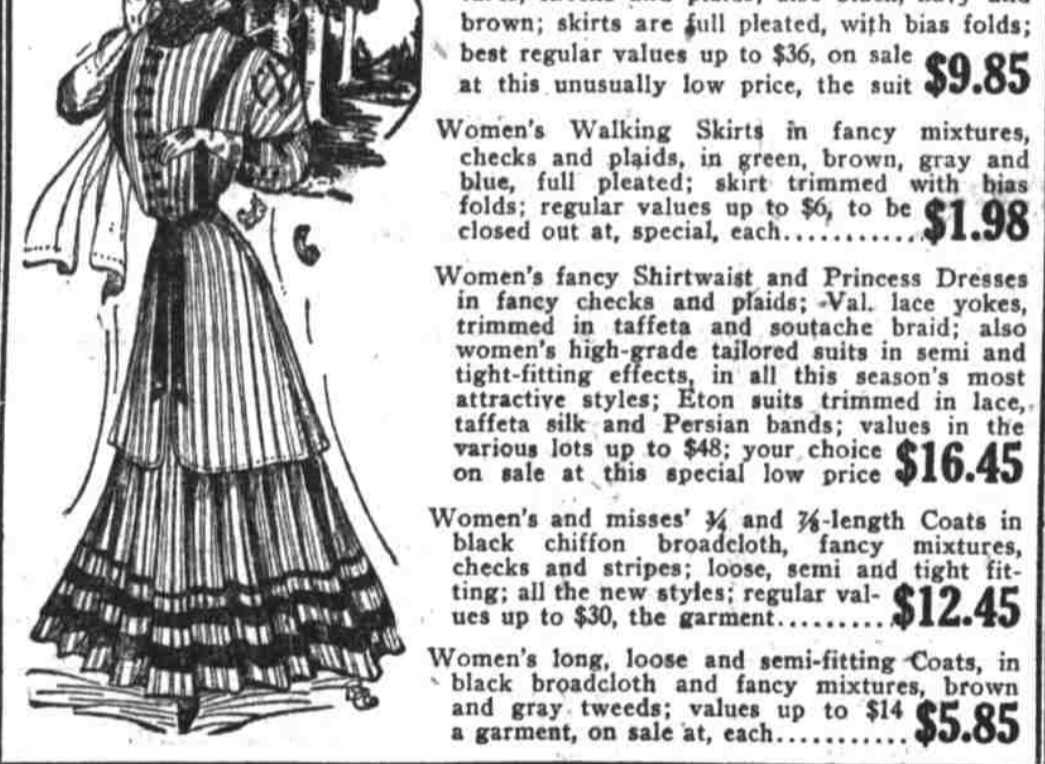 brown; skirts are full pleated, with bias folds;
best regular values up to $36, on sale
at this unusually low price, the suit $9.85
Women's Walking Skirts in fancy mixtures,
checks and plaids, in green, brown, gray and
blue, full pleated; skirt trimmed with bias
folds; regular values up to $6, to be
closed out at, special, each............ $1.98
Women's fancy Shirtwaist and Princess Dresses
in fancy checks and plaids; Val. lace yokes,
trimmed in taffeta and soutache braid; also
women's high-grade tailored suits in semi and
tight-fitting effects, in all this season's most
attractive styles; Eton suits trimmed in lace,
taffeta silk and Persian bands; values in the
various lots up to $48; your choice
on sale at this special low price $16.45
Women's and misses' ¾ and ⅞-length Coats in
black chiffon broadcloth, fancy mixtures,
checks and stripes; loose, semi and tight fit-
ting; all the new styles; regular val-
ues up to $30, the garment......... $12.45
Women's long, loose and semi-fitting Coats, in
black broadcloth and fancy mixtures, brown
and gray tweeds; values up to $14
a garment, on sale at, each........... $5.85